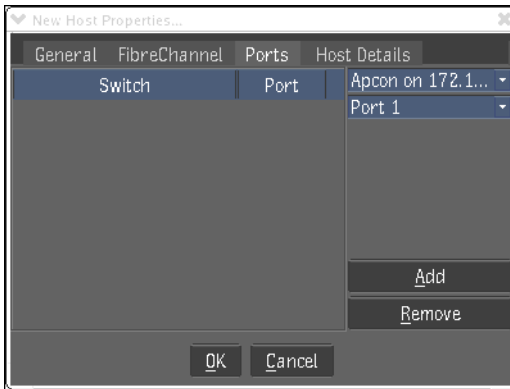 New Host Properties...
General FibreChannel Ports Host Details
Switch Port
Apcon on 172.1...
Port 1
Add
Remove
OK Cancel